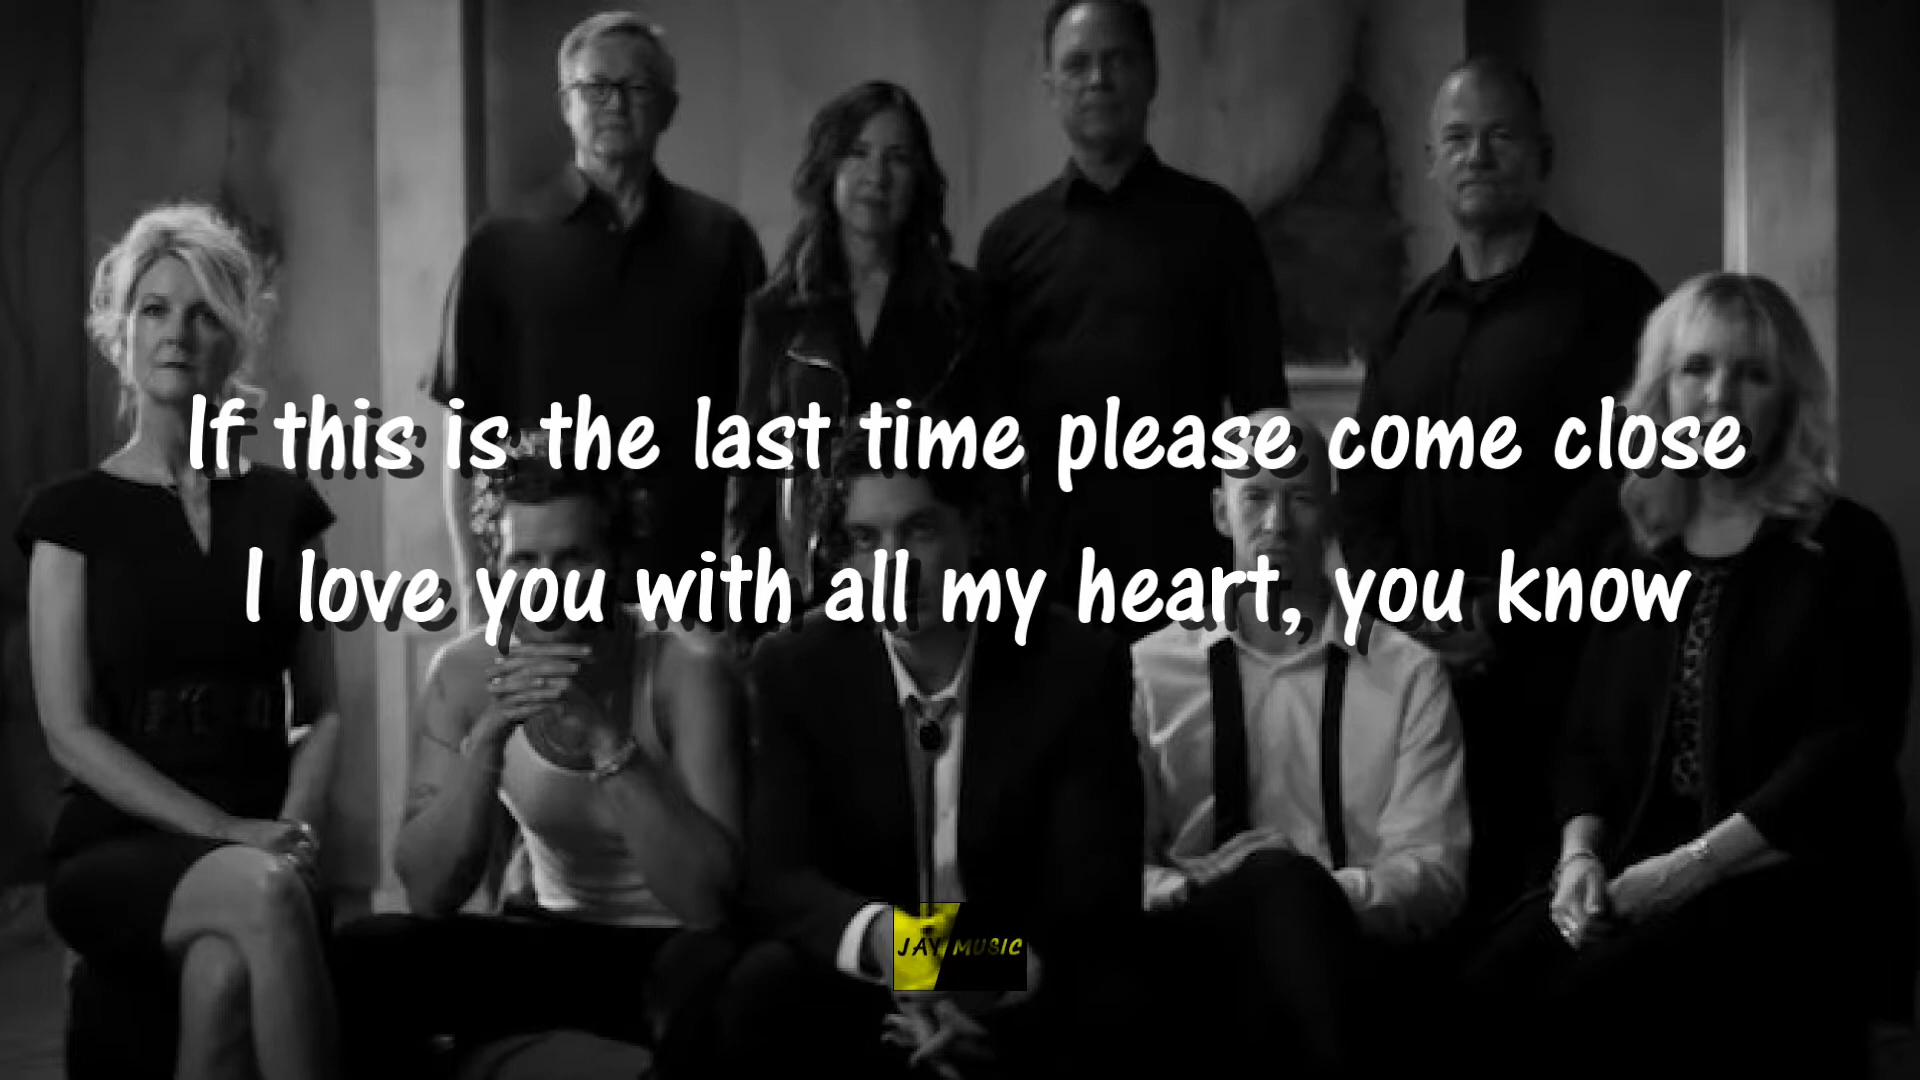 If this is the last time please come close
I love you with all my heart, you know
JAY MUSIC